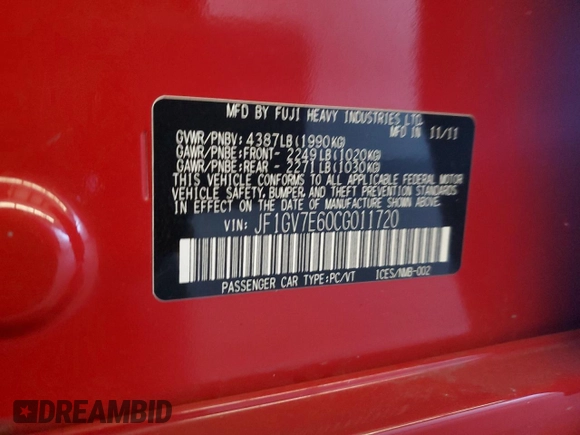 MFD BY FUJI HEAVY INDUSTRIES LTD.
MFD IN 11/11
GVWR/PNBV: 4387LB(1990KG)
GAWR/PNBE:FRONT- 2249LB(1020KG)
GAWR/PNBE:REAR - 2271LB(1030KG)
THIS VEHICLE CONFORMS TO ALL APPLICABLE FEDERAL MOTOR
VEHICLE SAFETY, BUMPER, AND THEFT PREVENTION STANDARDS
IN EFFECT ON THE DATE OF MANUFACTURE SHOWN ABOVE.
VIN: JF1GV7E60CG011720
PASSENGER CAR TYPE:PC/VT ICES/NMB-002
DREAMBID